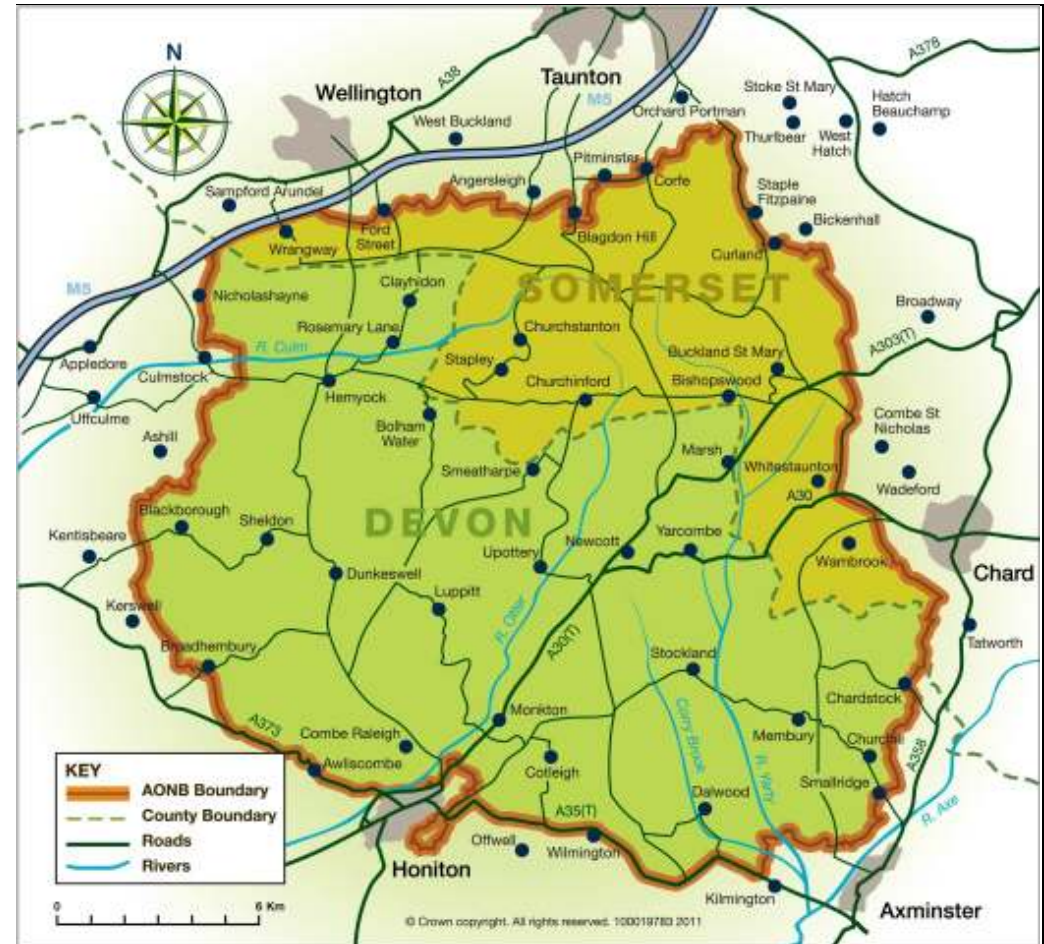 N
A38
A378
Wellington
Taunton
M5
West Buckland
Orchard Portman
Stoke St Mary
Thurlbear
West
Hatch
Hatch
Beauchamp
Pitminster
Corfe
Angersleigh
Sampford Arundel
Staple
Fitzpaine
Bickenhall
Wrangway
Ford
Street
Blagdon Hill
Curland
SOMERSET
M5
Nicholashayne
Clayhidon
Broadway
A303(T)
Rosemary Lane
Churchstanton
R. Culm
Appledore
Culmstock
Stapley
Buckland St Mary
Hemyock
Churchinford
Bishopswood
Uffculme
Bolham
Water
Combe St
Nicholas
Ashill
Smeatharpe
Marsh
Whitestaunton
Wadeford
A30
Blackborough
Sheldon
DEVON
Kentisbeare
Upottery
Newcott
Yarcombe
Wambrook
Chard
Dunkeswell
Luppitt
R. Otter
Kerswell
Tatworth
Broadhembury
A30(T)
Stockland
Chardstock
Monkton
Membury
A373
Combe Raleigh
Corry Brook
R. Yarty
Churchill
A358
Awliscombe
Cotleigh
Smallridge
Dalwood
R. Axe
A35(T)
Offwell
Wilmington
Honiton
Kilmington
Axminster
KEY
AONB Boundary
County Boundary
Roads
Rivers
0 6 Km
© Crown copyright. All rights reserved. 100019783 2011